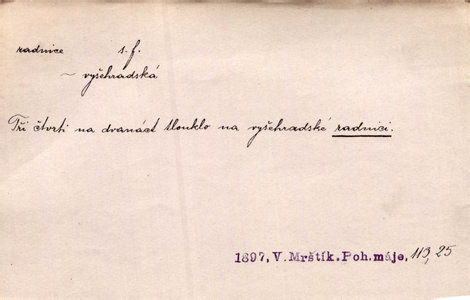 radnice s. f.
~ vyšehradská
Tři čtvrti na dvanáct tlouklo na vyšehradské radnici.
1897, V. Mrštík. Poh. máje, 113, 25